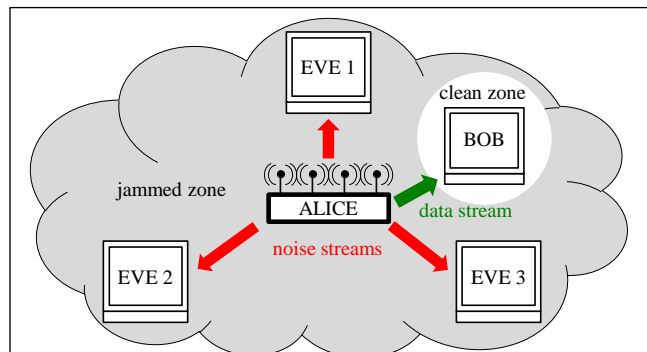 EVE 1
clean zone
BOB
jammed zone
ALICE
data stream
noise streams
EVE 2
EVE 3